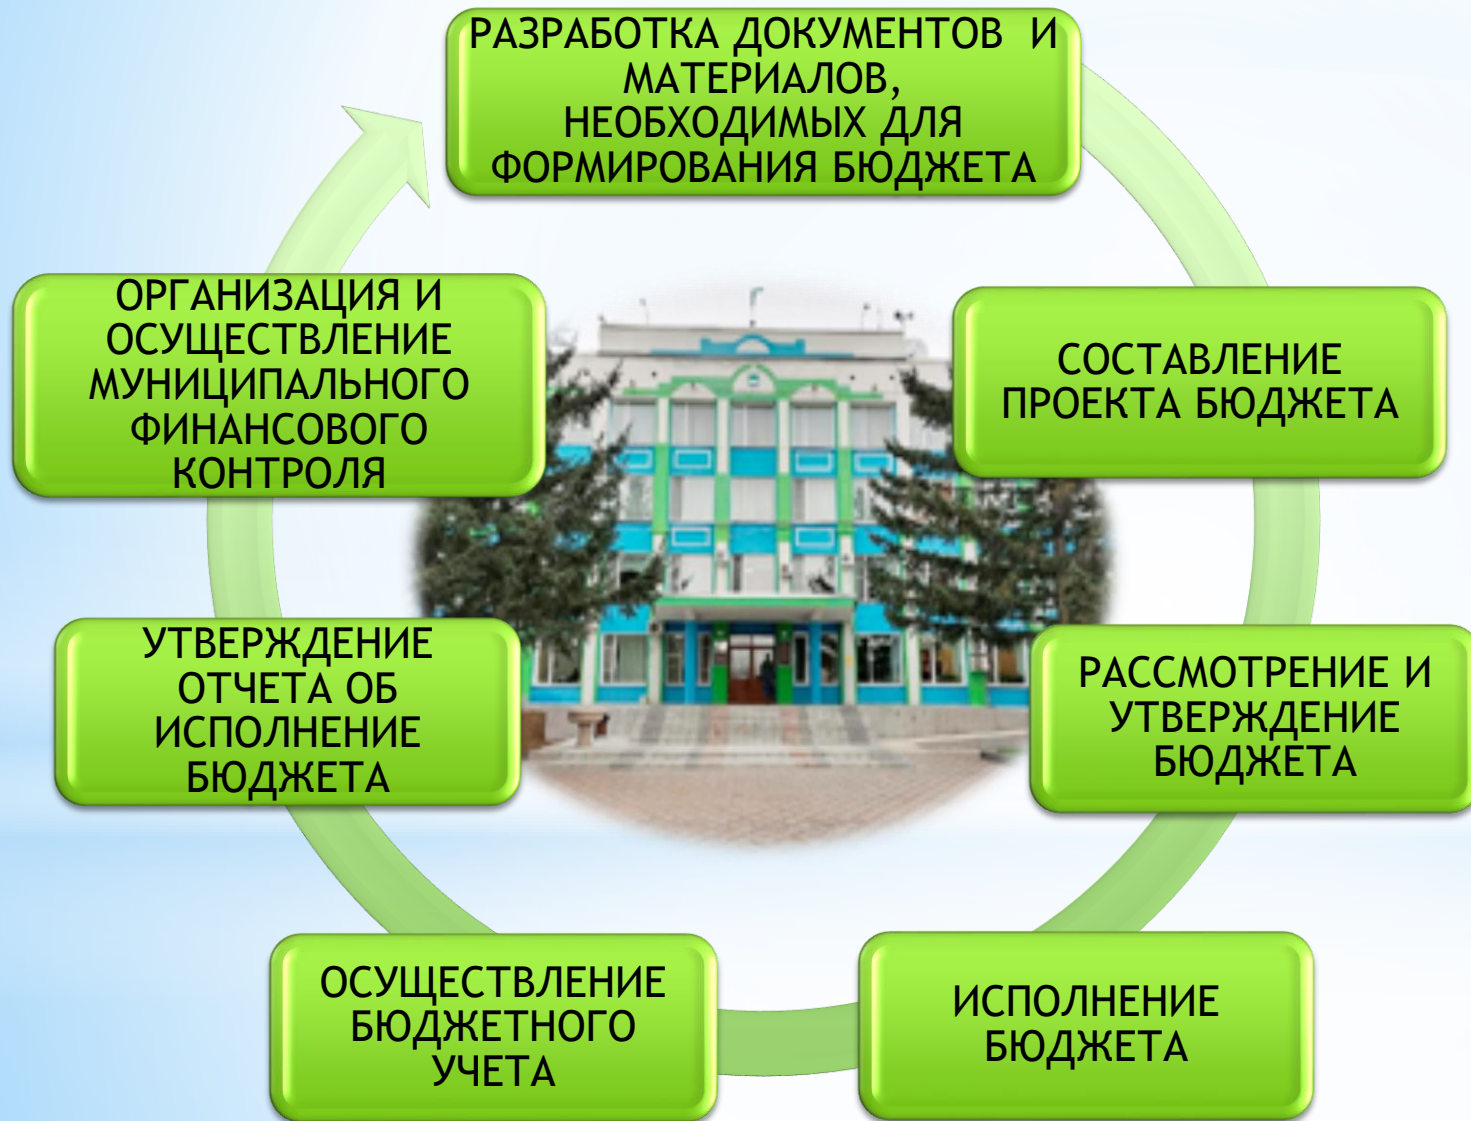 РАЗРАБОТКА ДОКУМЕНТОВ И
МАТЕРИАЛОВ,
НЕОБХОДИМЫХ ДЛЯ
ФОРМИРОВАНИЯ БЮДЖЕТА
СОСТАВЛЕНИЕ
ПРОЕКТА БЮДЖЕТА
РАССМОТРЕНИЕ И
УТВЕРЖДЕНИЕ
БЮДЖЕТА
ИСПОЛНЕНИЕ
БЮДЖЕТА
ОСУЩЕСТВЛЕНИЕ
БЮДЖЕТНОГО
УЧЕТА
УТВЕРЖДЕНИЕ
ОТЧЕТА ОБ
ИСПОЛНЕНИЕ
БЮДЖЕТА
ОРГАНИЗАЦИЯ И
ОСУЩЕСТВЛЕНИЕ
МУНИЦИПАЛЬНОГО
ФИНАНСОВОГО
КОНТРОЛЯ